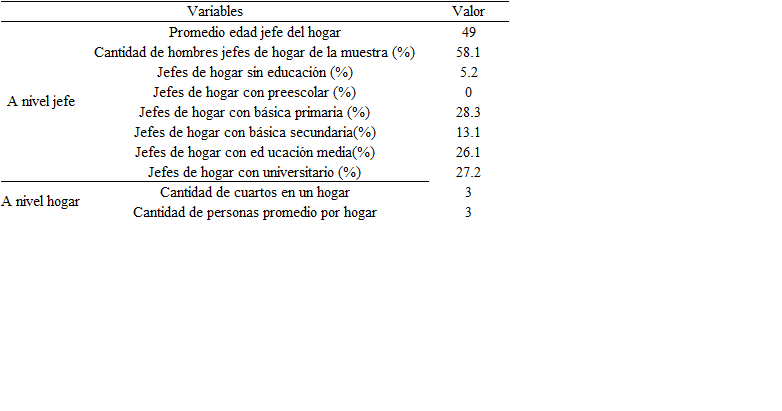 Variables Valor
Promedio edad jefe del hogar 49
Cantidad de hombres jefes de hogar de la muestra (%) 58.1
Jefes de hogar sin educación (%) 5.2
Jefes de hogar con preescolar (%) 0
A nivel jefe
Jefes de hogar con básica primaria (%) 28.3
Jefes de hogar con básica secundaria(%) 13.1
Jefes de hogar con ed ucación media(%) 26.1
Jefes de hogar con universitario (%) 27.2
Cantidad de cuartos en un hogar 3
A nivel hogar
Cantidad de personas promedio por hogar 3